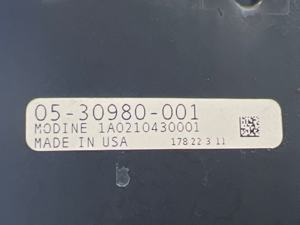 05-30980-001
MODINE 1A0210430001
MADE IN USA 178 22 3 11